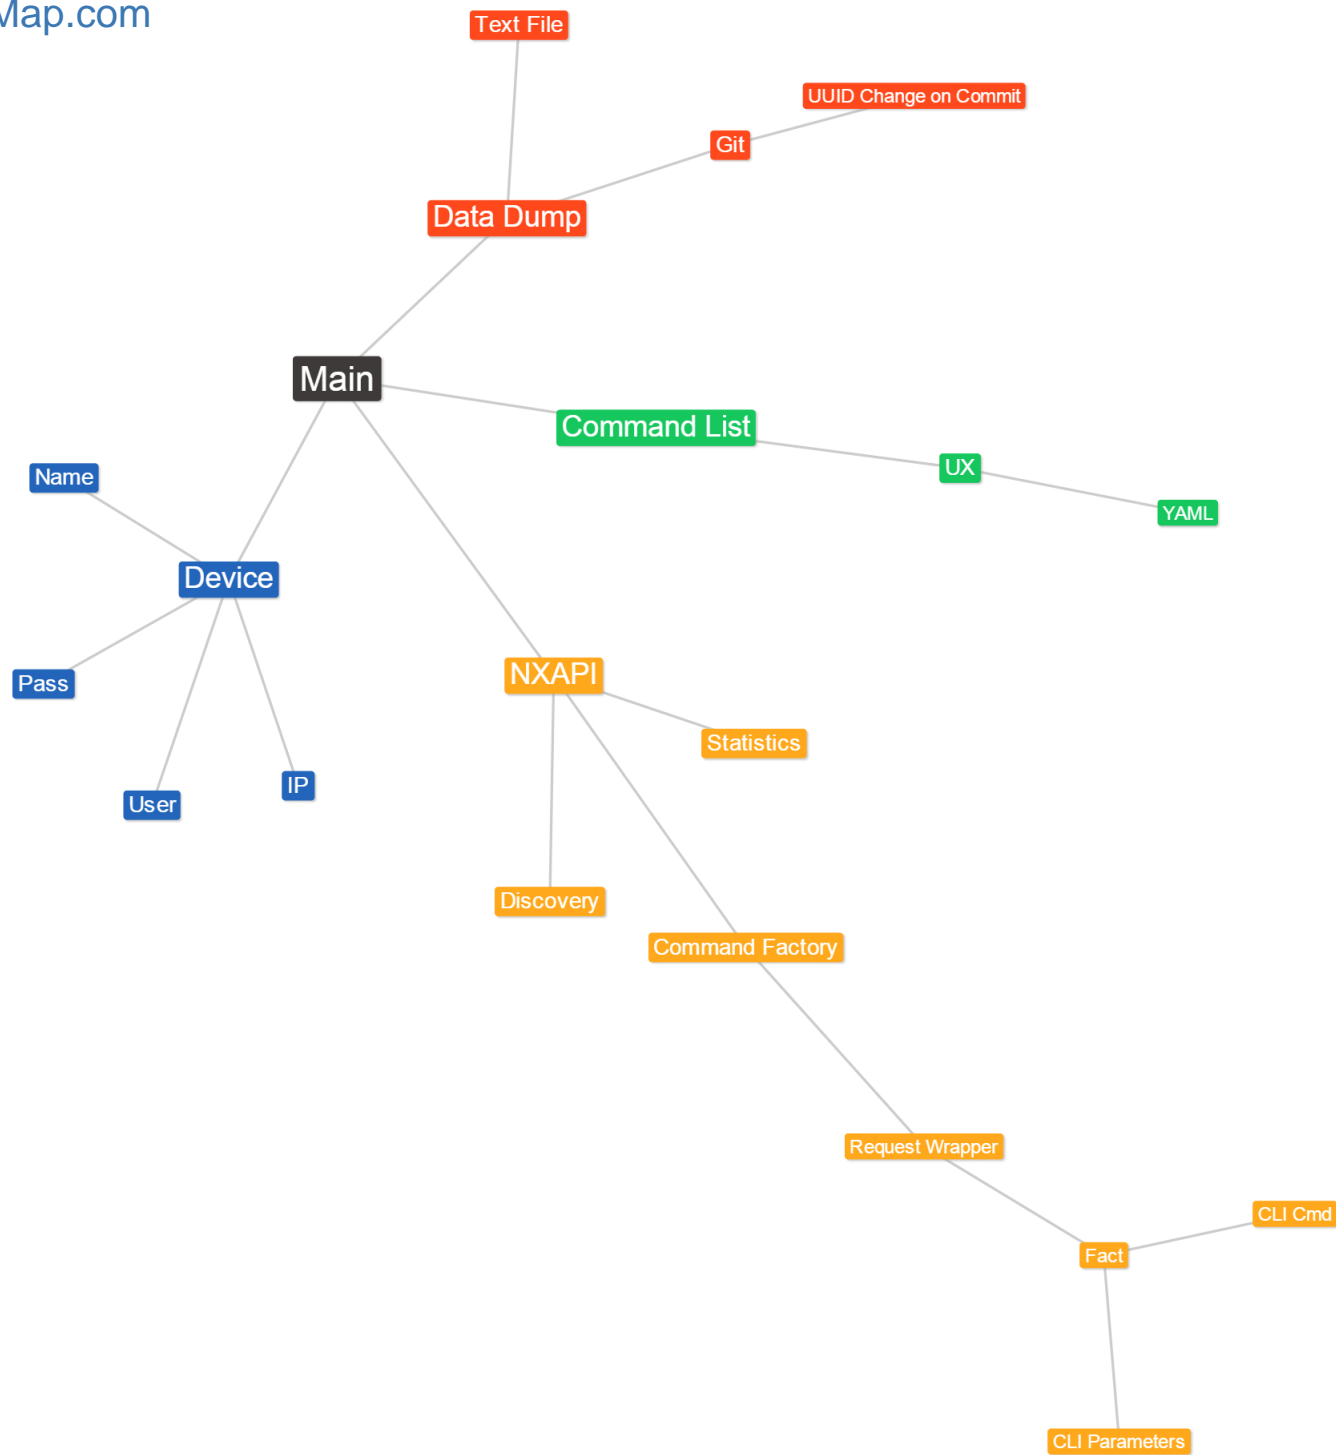 Map.com
Text File
UUID Change on Commit
Git
Data Dump
Main
Command List
UX
YAML
Name
Device
Pass
User
IP
NXAPI
Statistics
Discovery
Command Factory
Request Wrapper
CLI Cmd
Fact
CLI Parameters